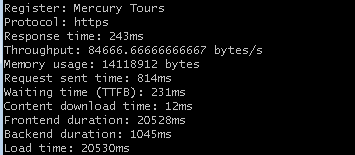 Register: Mercury Tours
Protocol: https
Response time: 243ms
Throughput: 84666.66666666667 bytes/s
Memory usage: 14118912 bytes
Request sent time: 814ms
Waiting time (TTFB): 231ms
Content download time: 12ms
Frontend duration: 20528ms
Backend duration: 1045ms
Load time: 20530ms